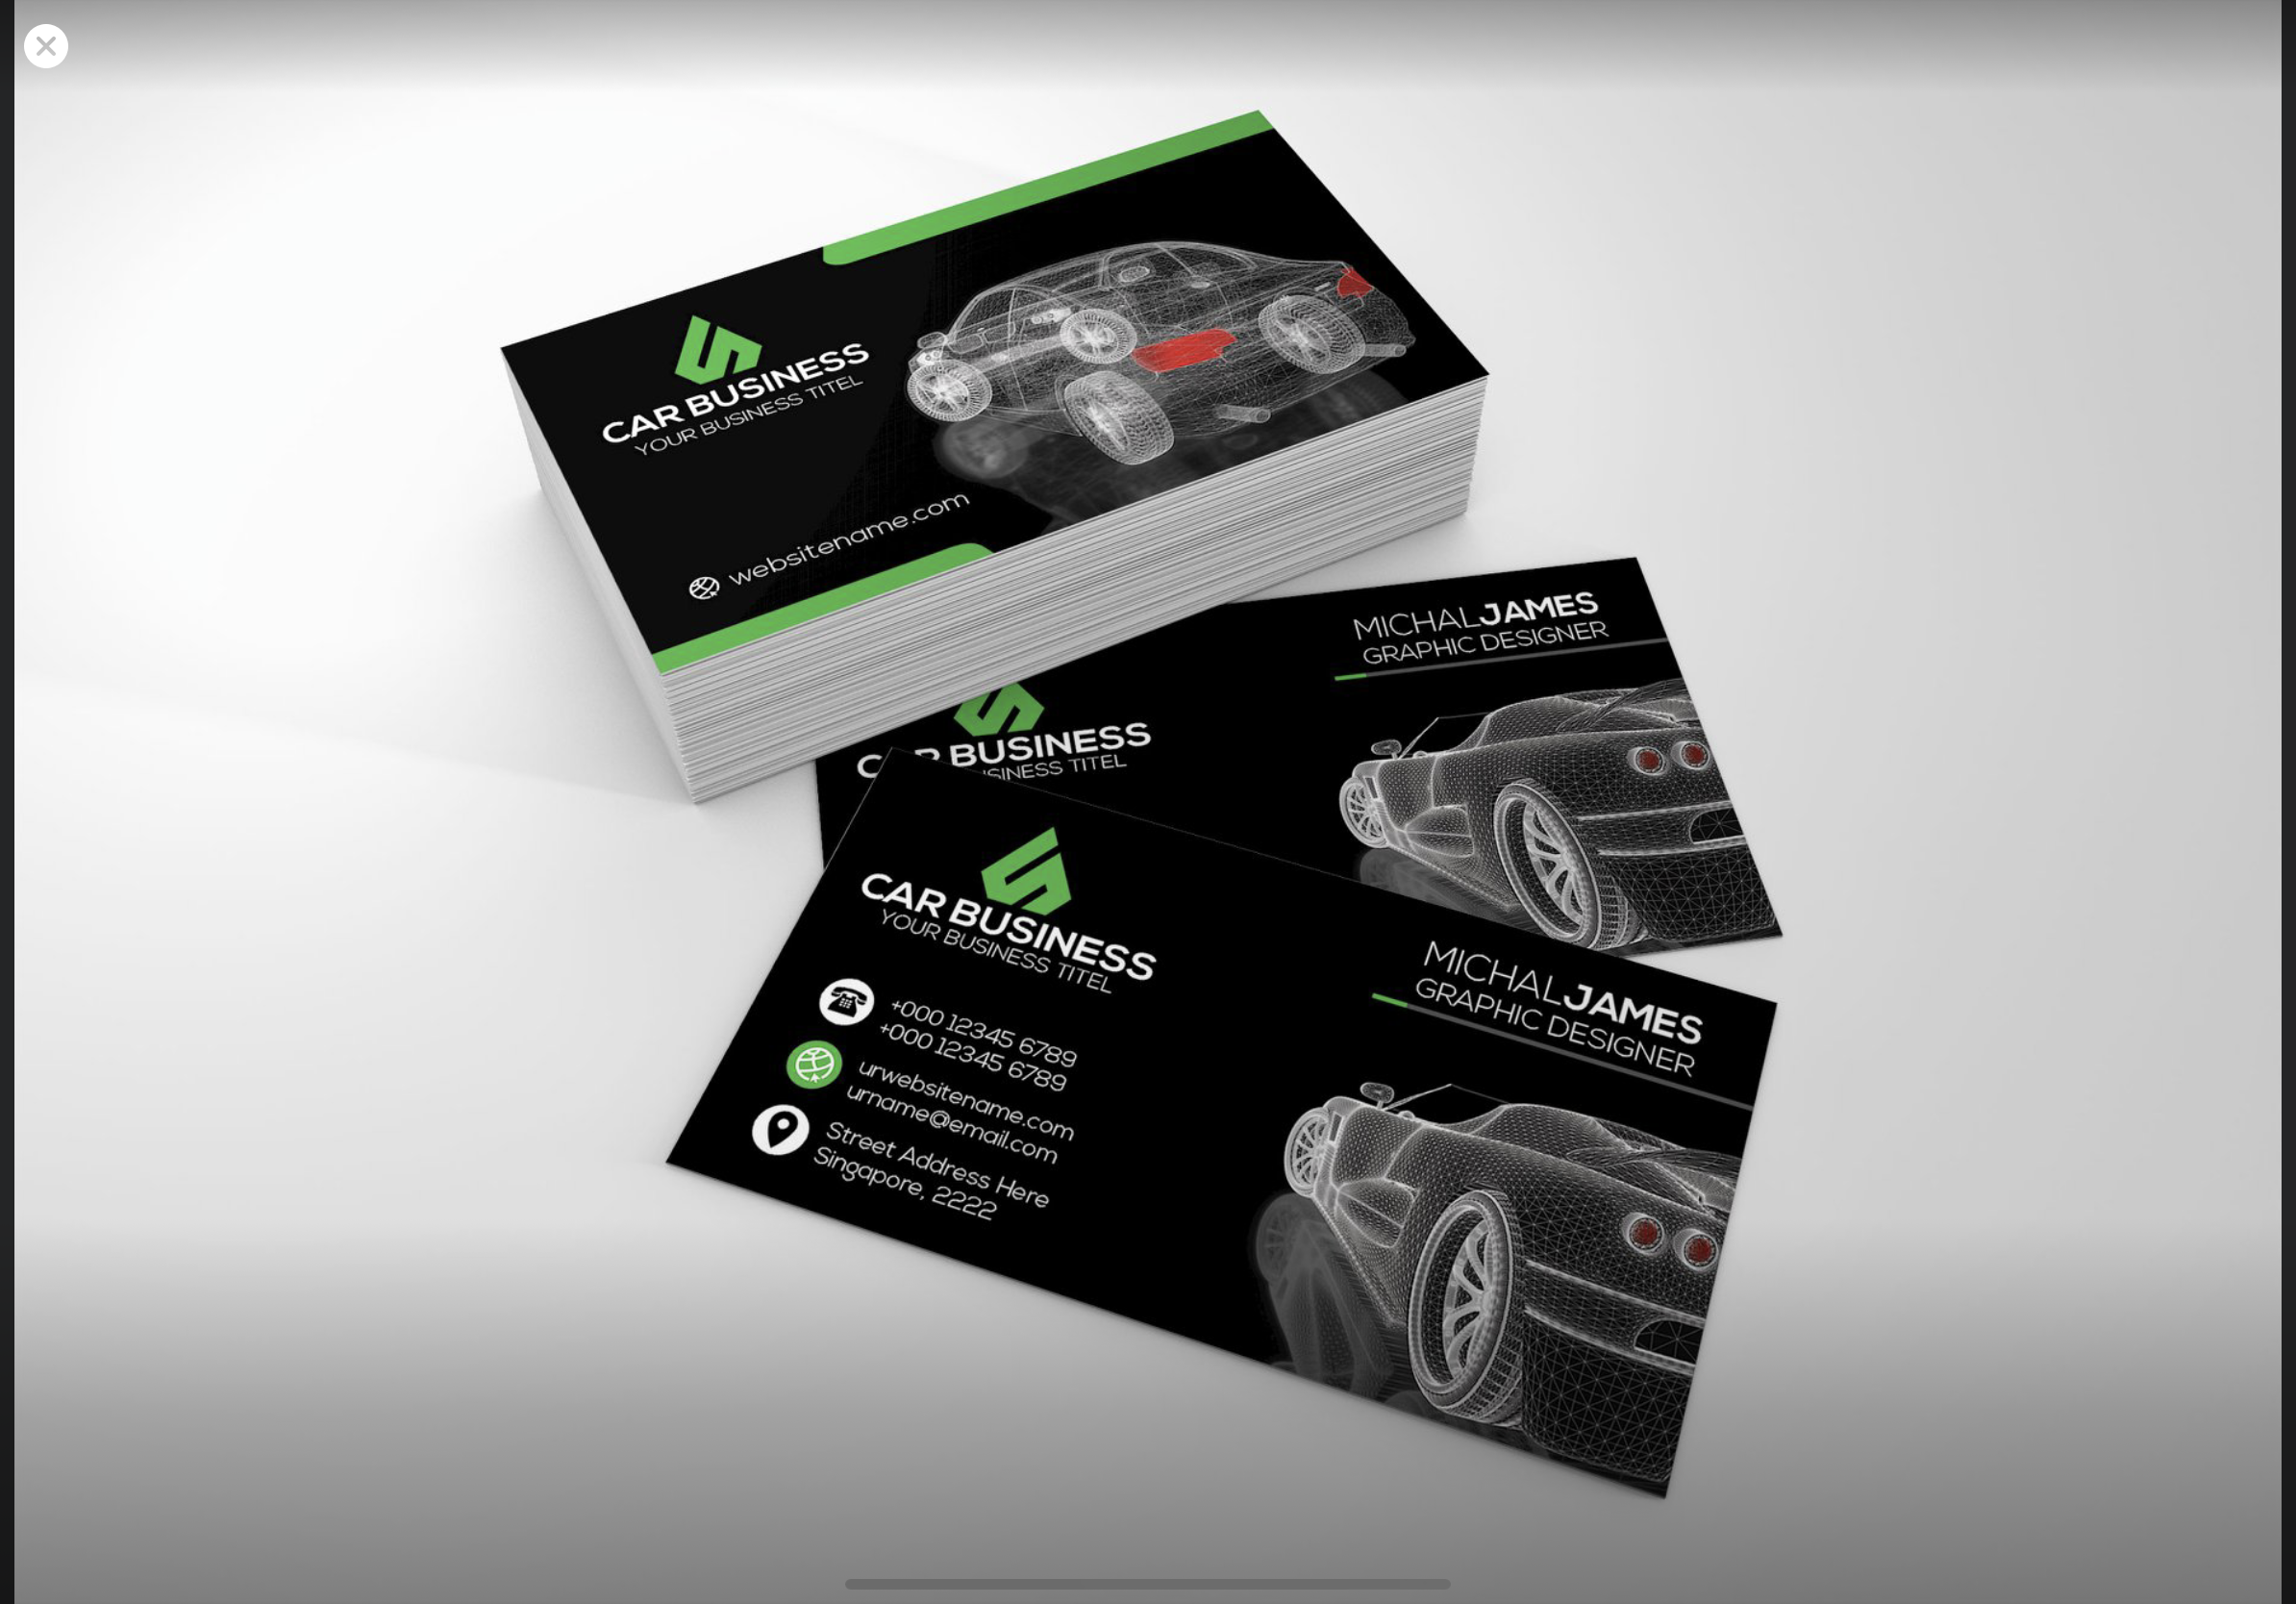 CAR BUSINESS
YOUR BUSINESS TITEL
websitename.com
MICHALJAMES
GRAPHIC DESIGNER
BUSINESS
TITEL
CAR BUSINESS
YOUR BUSINESS TITEL
+000 12345 6789
+000 12345 6789
urwebsitename.com
urname@email.com
Street Address Here
Singapore, 2222
MICHALJAMES
GRAPHIC DESIGNER